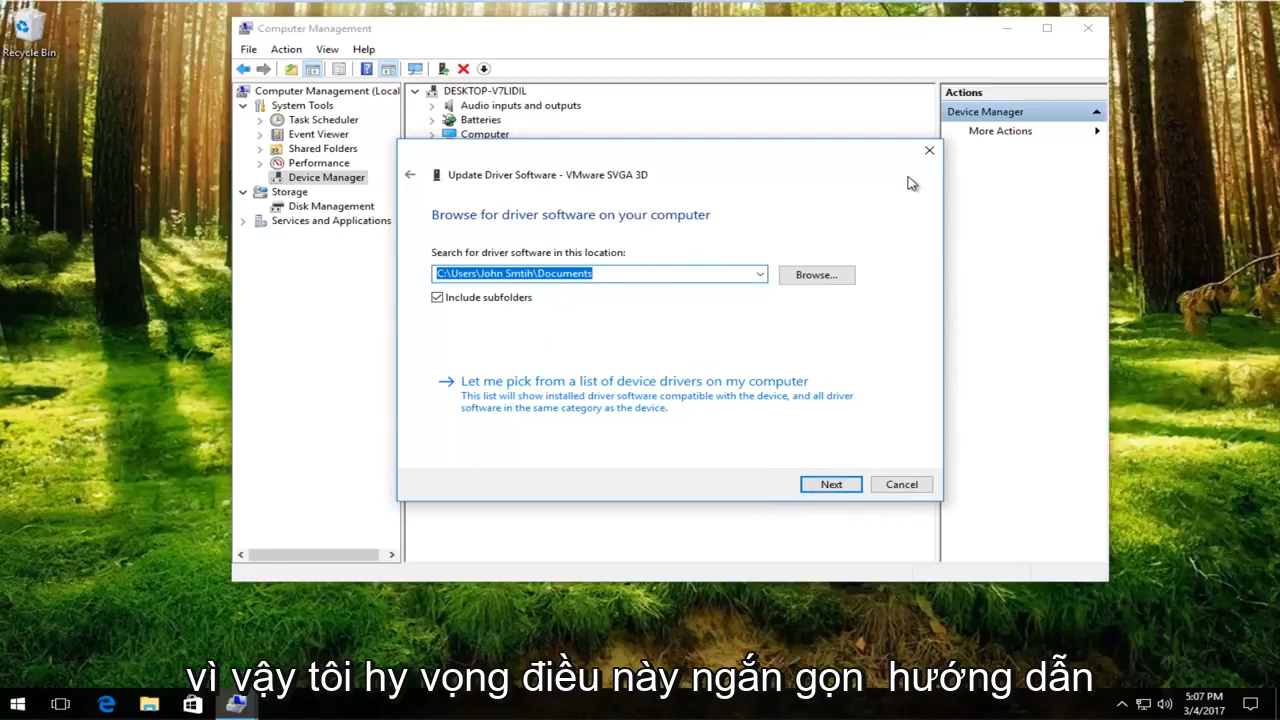 Recycle Bin
Computer Management
File Action View Help
Computer Management (Local
System Tools
Task Scheduler
Event Viewer
Shared Folders
Performance
Device Manager
Storage
Disk Management
Services and Applications
DESKTOP-V7LIDIL
Audio inputs and outputs
Batteries
Computer
Actions
Device Manager
More Actions
Update Driver Software - VMware SVGA 3D
Browse for driver software on your computer
Search for driver software in this location:
C:\Users\John Smtih\Documents
Browse...
Include subfolders
Let me pick from a list of device drivers on my computer
This list will show installed driver software compatible with the device, and all driver
software in the same category as the device.
Next Cancel
vì vậy tôi hy vọng điều này ngắn gọn hướng dẫn
5:07 PM
3/4/2017